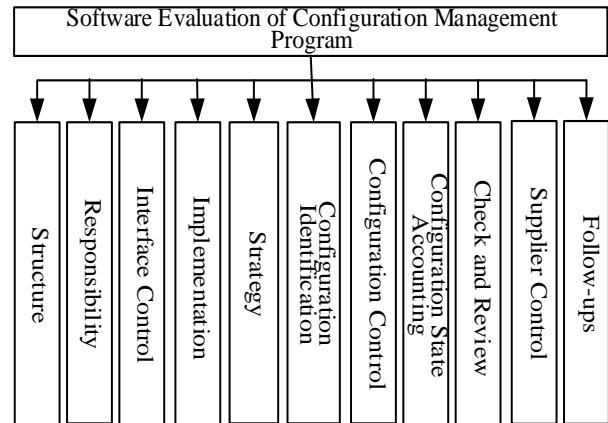 Software Evaluation of Configuration Management
Program
Structure
Responsibility
Interface Control
Implementation
Strategy
Configuration
Identification
Configuration Control
Configuration State
Accounting
Check and Review
Supplier Control
Follow-ups